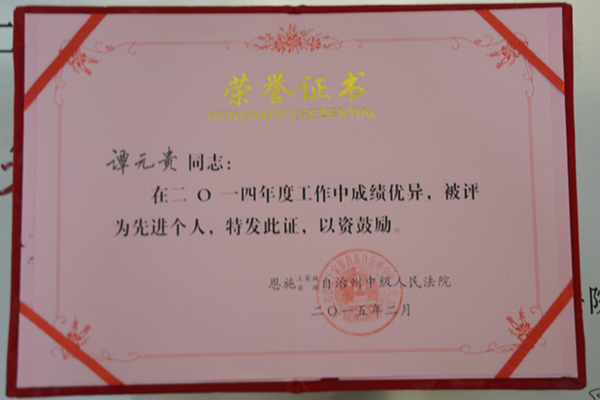 荣誉证书
HONORARY CREDENTIAL
谭元贵 同志：
在二〇一四年度工作中成绩优异，被评
为先进个人，特发此证，以资鼓励。
恩施土家族苗族自治州中级人民法院
二〇一五年二月